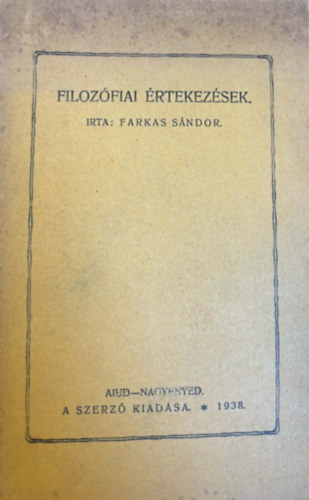 FILOZÓFIAI ÉRTEKEZÉSEK.
IRTA: FARKAS SÁNDOR.
AIUD—NAGYENYED.
A SZERZŐ KIADÁSA. * 1938.